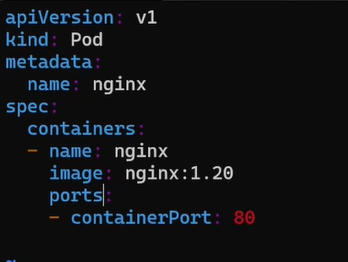 apiVersion: v1
kind: Pod
metadata:
  name: nginx
spec:
  containers:
  - name: nginx
    image: nginx:1.20
    ports:
    - containerPort: 80